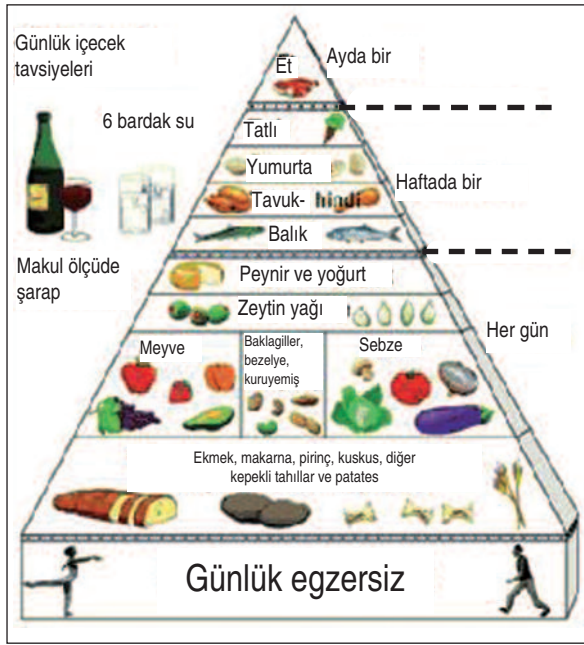 Günlük içecek
tavsiyeleri
6 bardak su
Makul ölçüde
şarap
Et
Ayda bir
Tatlı
Yumurta
Tavuk- hindi
Balık
Haftada bir
Peynir ve yoğurt
Zeytin yağı
Meyve
Baklagiller,
bezelye,
kuruyemiş
Sebze
Her gün
Ekmek, makarna, pirinç, kuskus, diğer
kepekli tahıllar ve patates
Günlük egzersiz